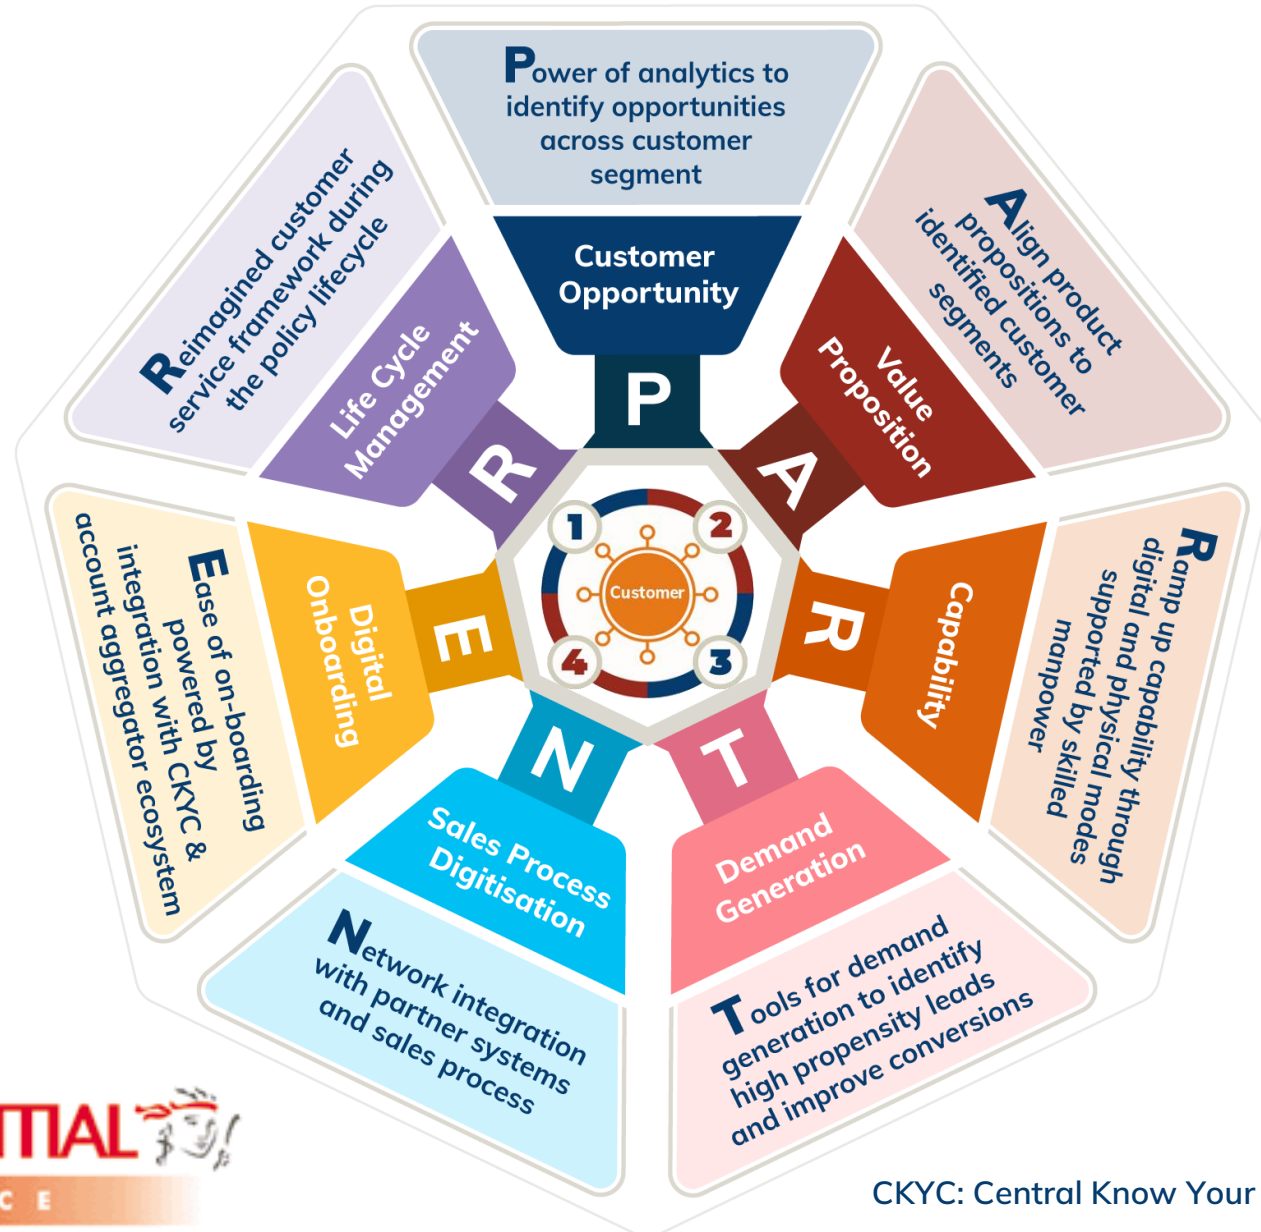 Power of analytics to
identify opportunities
across customer
segment
Customer
Opportunity
P
Align product
propositions to
identified customer
segments
Value
Proposition
A
Ramp up capability through
digital and physical modes
supported by skilled
manpower
Capability
R
Tools for demand
generation to identify
high propensity leads
and improve conversions
Demand
Generation
T
Network integration
with partner systems
and sales process
Sales Process
Digitisation
N
Ease of on-boarding
powered by
integration with CKYC &
account aggregator ecosystem
Digital
Onboarding
E
Reimagined customer
service framework during
the policy lifecycle
Life Cycle
Management
R
1
2
Customer
4
3
CKYC: Central Know Your